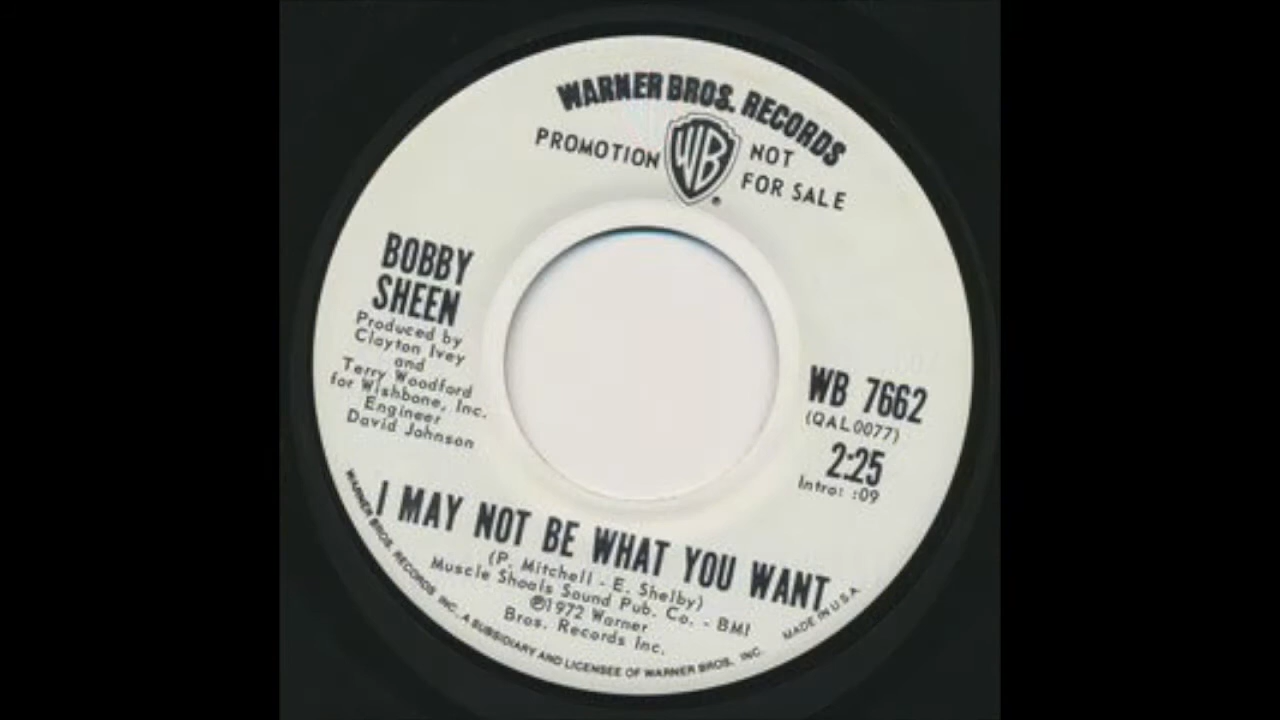 WARNER BROS. RECORDS
PROMOTION
WB
NOT
FOR SALE
®
BOBBY
SHEEN
Produced by
Clayton Ivey
and
Terry Woodford
for Wishbone, Inc.
Engineer
David Johnson
WB 7662
(QAL0077)
2:25
Intro: :09
I MAY NOT BE WHAT YOU WANT
(P. Mitchell - E. Shelby)
Muscle Shoals Sound Pub. Co. - BMI
℗1972 Warner
Bros. Records Inc.
WARNER BROS. RECORDS INC. A SUBSIDIARY AND LICENSEE OF WARNER BROS. INC.
MADE IN U.S.A.